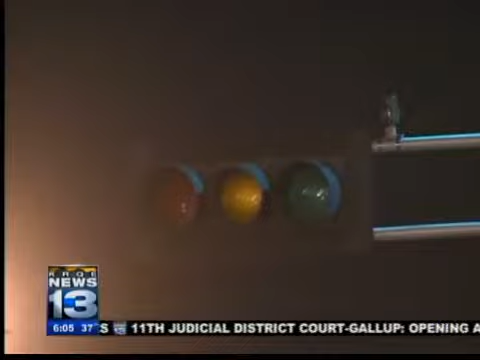 KRQE
NEWS
13
6:05 37°
S 11TH JUDICIAL DISTRICT COURT-GALLUP: OPENING A